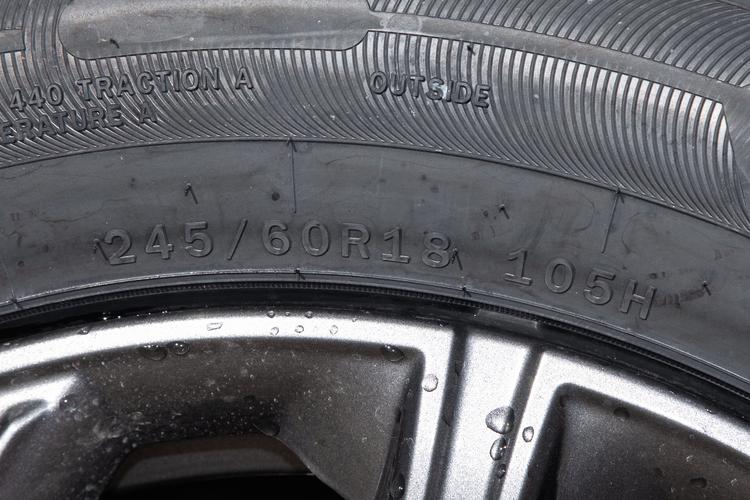 440 TRACTION A
ERATURE A
OUTSIDE
245/60R18 105H